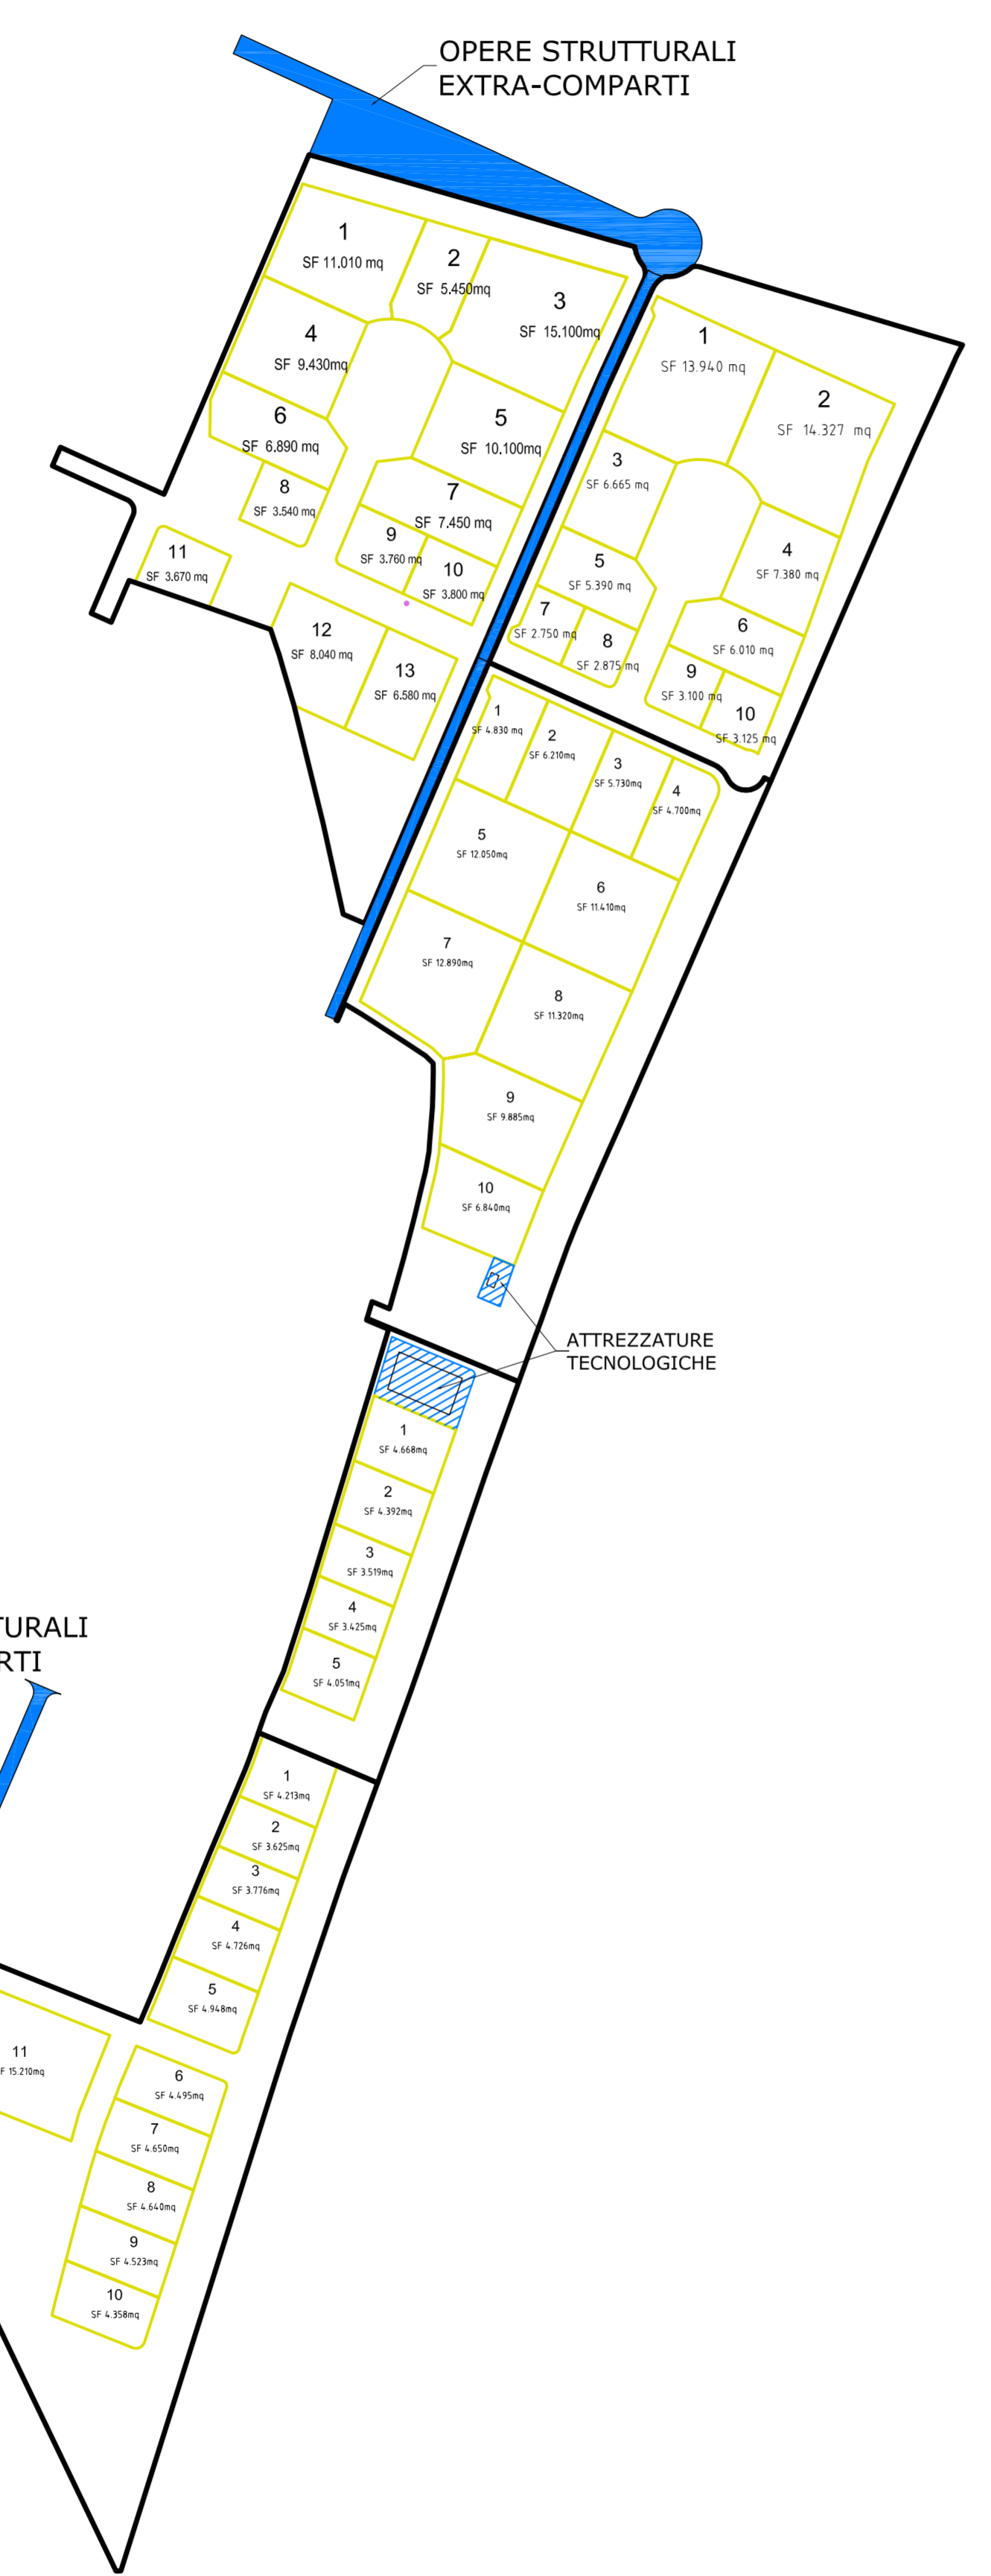 OPERE STRUTTURALI
EXTRA-COMPARTI
1
SF 11.010 mq
2
SF 5.450mq
3
SF 15.100mq
4
SF 9.430mq
5
SF 10.100mq
6
SF 6.890 mq
7
SF 7.450 mq
8
SF 3.540 mq
9
SF 3.760 mq
10
SF 3.800 mq
11
SF 3.670 mq
12
SF 8.040 mq
13
SF 6.580 mq
1
SF 13.940 mq
2
SF 14.327 mq
3
SF 6.665 mq
4
SF 7.380 mq
5
SF 5.390 mq
6
SF 6.010 mq
7
SF 2.750 mq
8
SF 2.875 mq
9
SF 3.100 mq
10
SF 3.125 mq
1
SF 4.830 mq
2
SF 6.210mq
3
SF 5.730mq
4
SF 4.700mq
5
SF 12.050mq
6
SF 11.410mq
7
SF 12.890mq
8
SF 11.320mq
9
SF 9.885mq
10
SF 6.840mq
ATTREZZATURE
TECNOLOGICHE
1
SF 4.668mq
2
SF 4.392mq
3
SF 3.519mq
4
SF 3.425mq
5
SF 4.051mq
TURALI
RTI
1
SF 4.213mq
2
SF 3.625mq
3
SF 3.776mq
4
SF 4.726mq
5
SF 4.948mq
11
F 15.210mq
6
SF 4.495mq
7
SF 4.650mq
8
SF 4.640mq
9
SF 4.523mq
10
SF 4.358mq